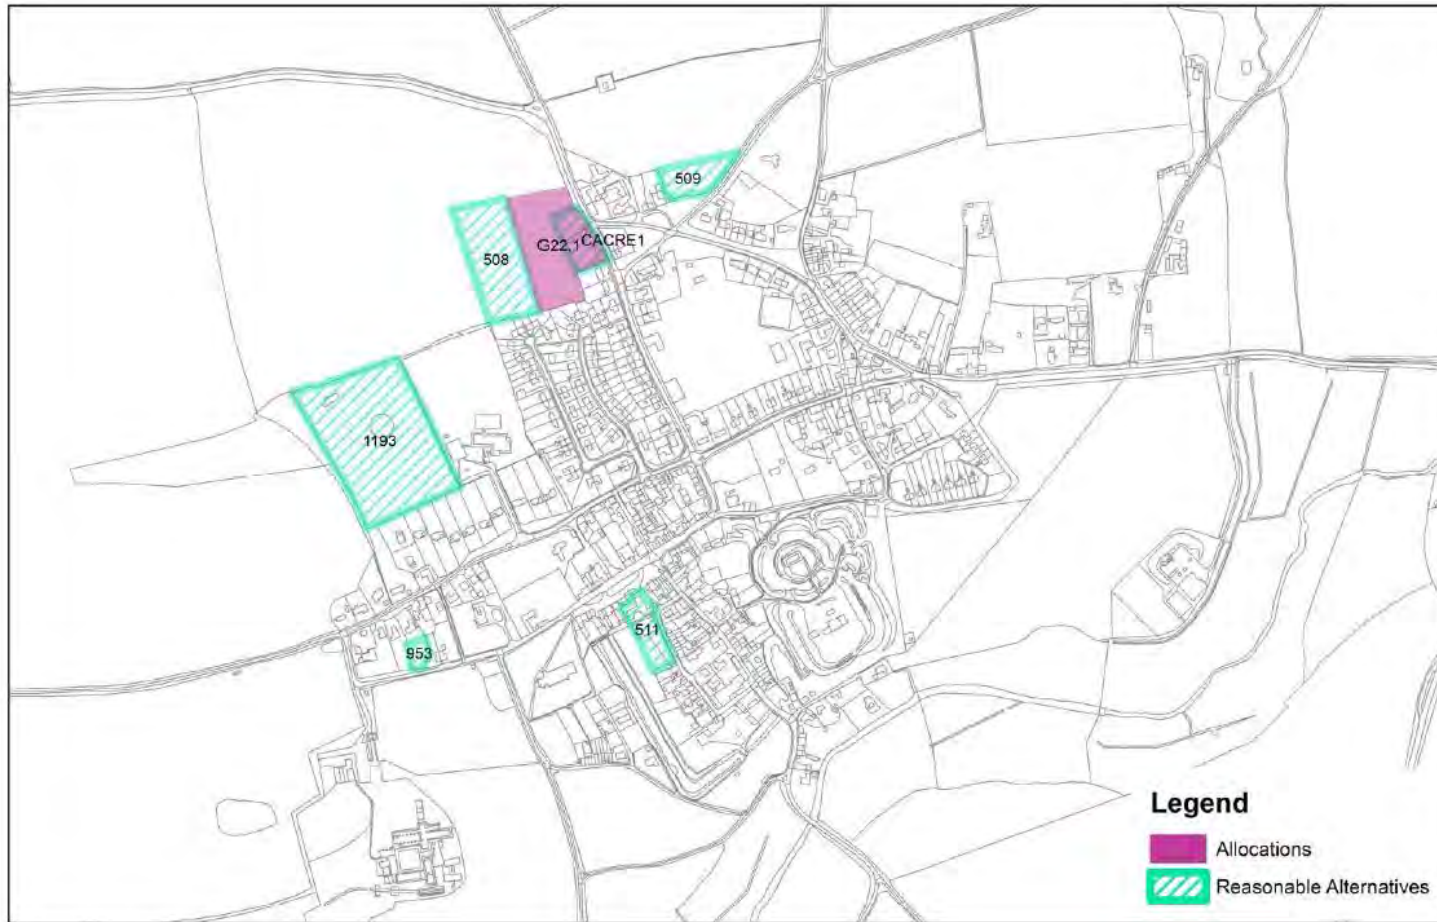 509
G22,1 CACRE1
508
1193
511
953
Legend
Allocations
Reasonable Alternatives